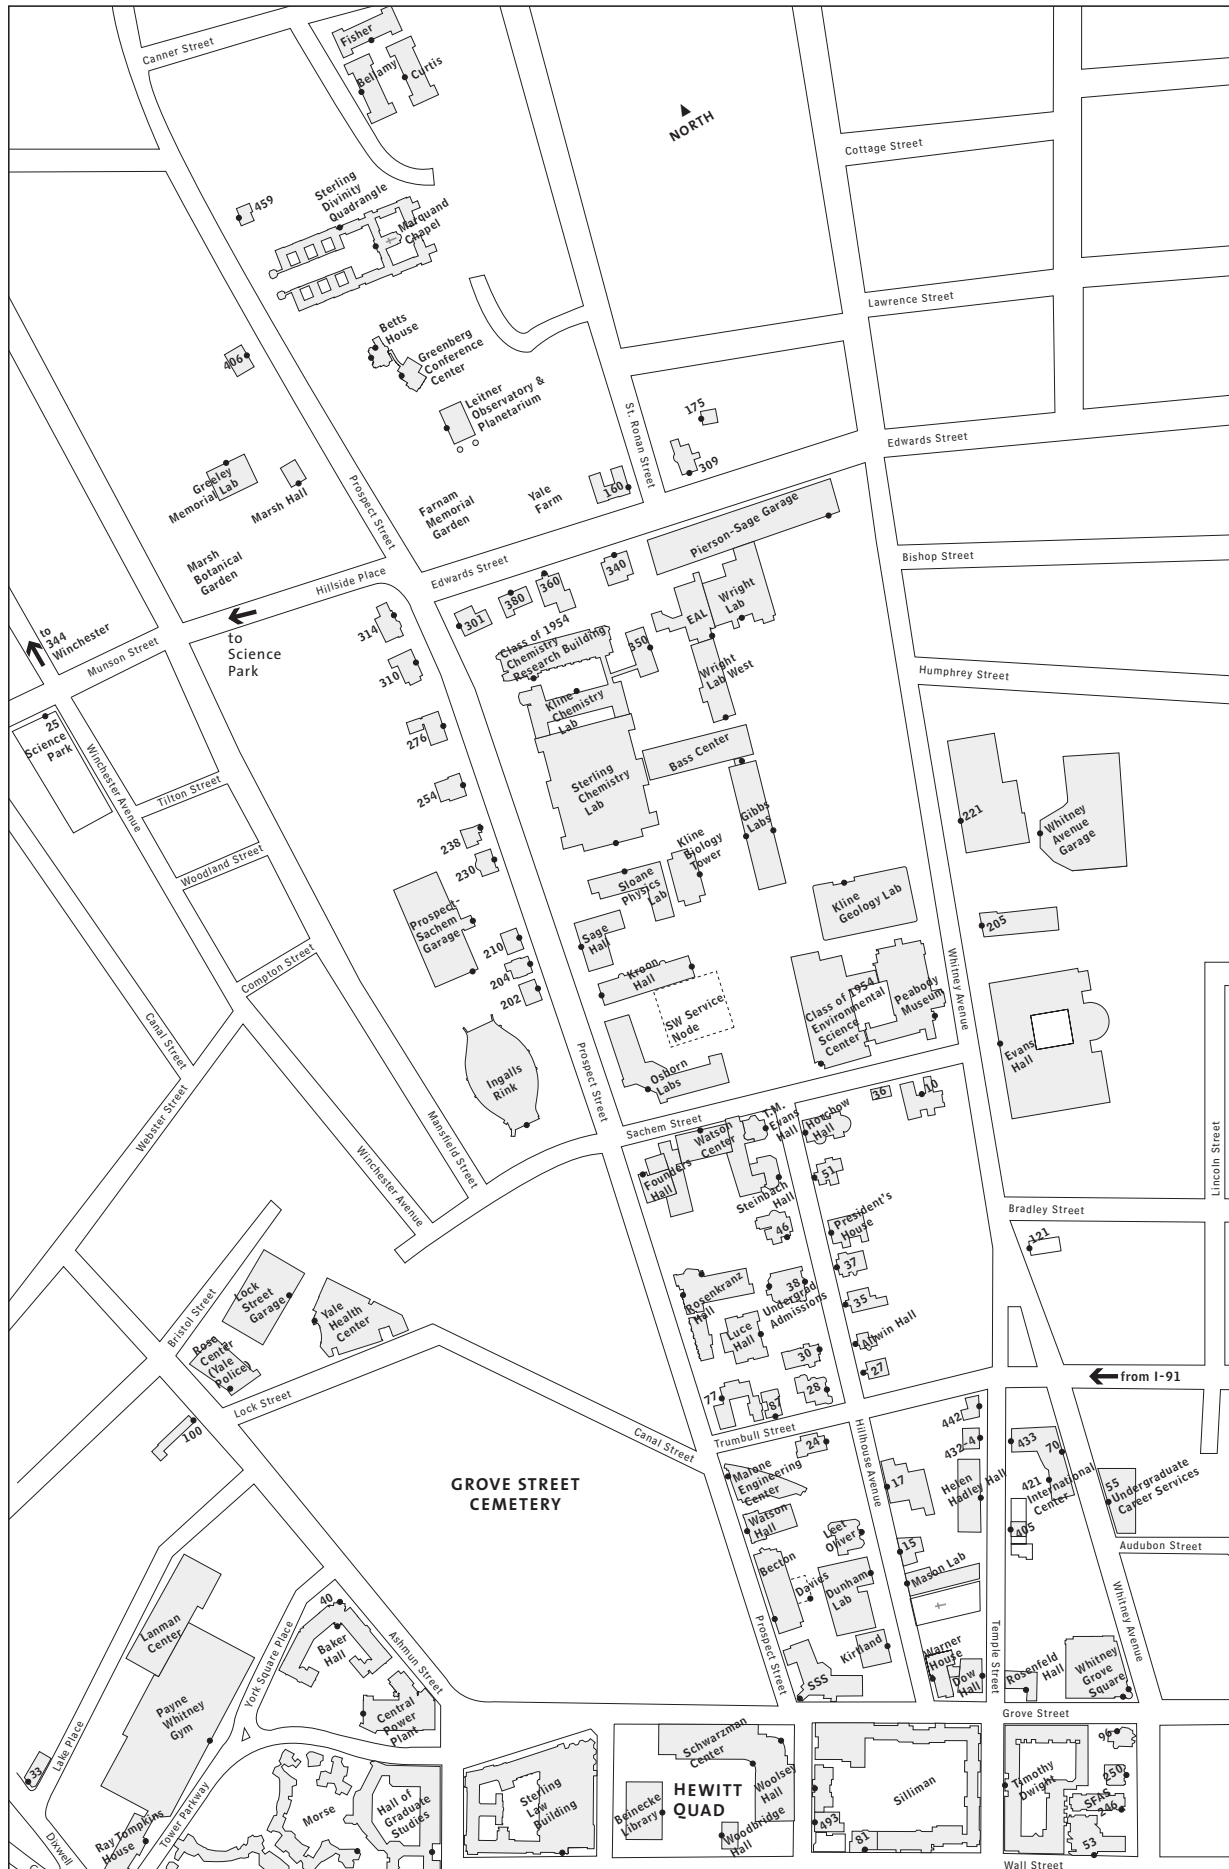 Canner Street
Fisher
Bellamy
Curtis
NORTH
Cottage Street
459
Sterling
Divinity
Quadrangle
Marquand
Chapel
Lawrence Street
Betts
House
Greenberg
Conference
Center
406
Leitner
Observatory &
Planetarium
St. Ronan Street
175
309
Edwards Street
Greeley
Memorial Lab
Marsh Hall
Prospect Street
Farnam
Memorial
Garden
Yale
Farm
160
Pierson-Sage Garage
Marsh
Botanical
Garden
Hillside Place
Edwards Street
Bishop Street
340
360
380
301
Wright
Lab
EAL
to
344
Winchester
Munson Street
to
Science
Park
314
310
Class of 1954
Chemistry
Research Building
350
Wright
Lab West
Humphrey Street
Kline
Chemistry
Lab
25
Science
Park
Winchester Avenue
276
Bass Center
Tilton Street
254
Sterling
Chemistry
Lab
Gibbs
Labs
221
Whitney
Avenue
Garage
Woodland Street
238
230
Kline
Biology
Tower
Sloane
Physics
Lab
Kline
Geology Lab
Prospect-
Sachem
Garage
205
Sage
Hall
210
204
202
Compton Street
Kroon
Hall
SW Service
Node
Class of 1954
Environmental
Science
Center
Peabody
Museum
Whitney Avenue
Canal Street
Evans
Hall
Ingalls
Rink
Prospect Street
Osborn
Labs
Webster Street
Mansfield Street
Sachem Street
36
10
Watson
Center
T.M.
Evans
Hall
Hotchow
Hall
Lincoln Street
Founders
Hall
51
Steinbach
Hall
Winchester Avenue
46
President's
House
Bradley Street
121
37
Lock
Street
Garage
Bristol Street
Yale
Health
Center
Rosenkranz
Hall
38
Undergrad
Admissions
35
Luce
Hall
Allwin Hall
Rose
Center
(Yale
Police)
30
27
28
from I-91
Lock Street
77
87
100
Canal Street
Trumbull Street
24
Hillhouse Avenue
442
432-4
433
70
GROVE STREET
CEMETERY
Malone
Engineering
Center
17
Helen
Hadley Hall
421
International
Center
55
Undergraduate
Career Services
Watson
Hall
Leet
Oliver
405
15
Audubon Street
Becton
Davies
Dunham
Lab
Mason Lab
Lanman
Center
40
Baker
Hall
York Square Place
Ashmun Street
Prospect Street
Kirtland
Warner
House
Temple Street
Whitney Avenue
SSS
Dow
Hall
Rosenfeld
Hall
Whitney
Grove
Square
Payne
Whitney
Gym
Central
Power
Plant
Grove Street
Lake Place
33
Schwarzman
Center
96
Tower Parkway
Sterling
Law
Building
Beinecke
Library
HEWITT
QUAD
Woolsey
Hall
Silliman
Timothy
Dwight
250
SFAS
246
Morse
Hall of
Graduate
Studies
Ray Tompkins
House
Woodbridge
Hall
493
81
53
Dixwell
Wall Street